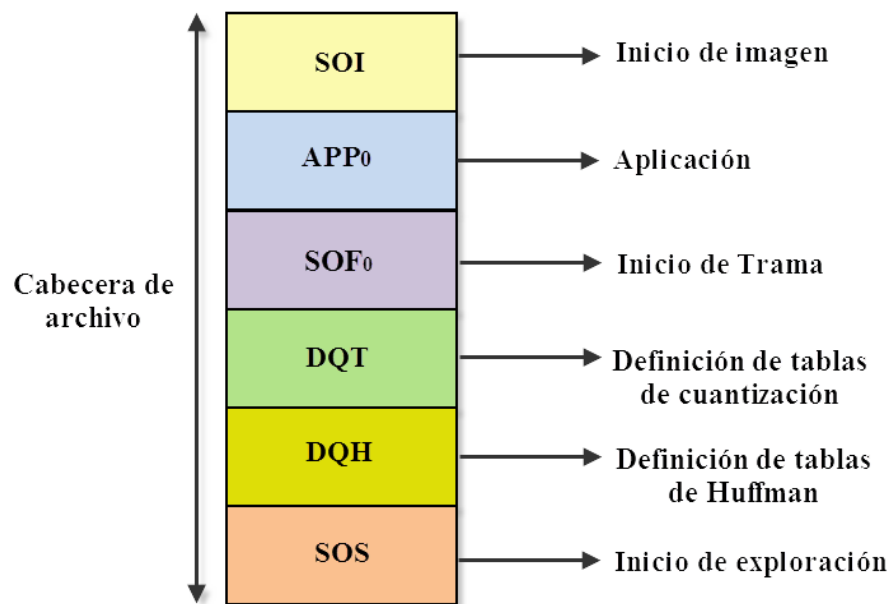 SOI
Inicio de imagen
APP₀
Aplicación
SOF₀
Inicio de Trama
Cabecera de
archivo
DQT
Definición de tablas
de cuantización
DQH
Definición de tablas
de Huffman
SOS
Inicio de exploración